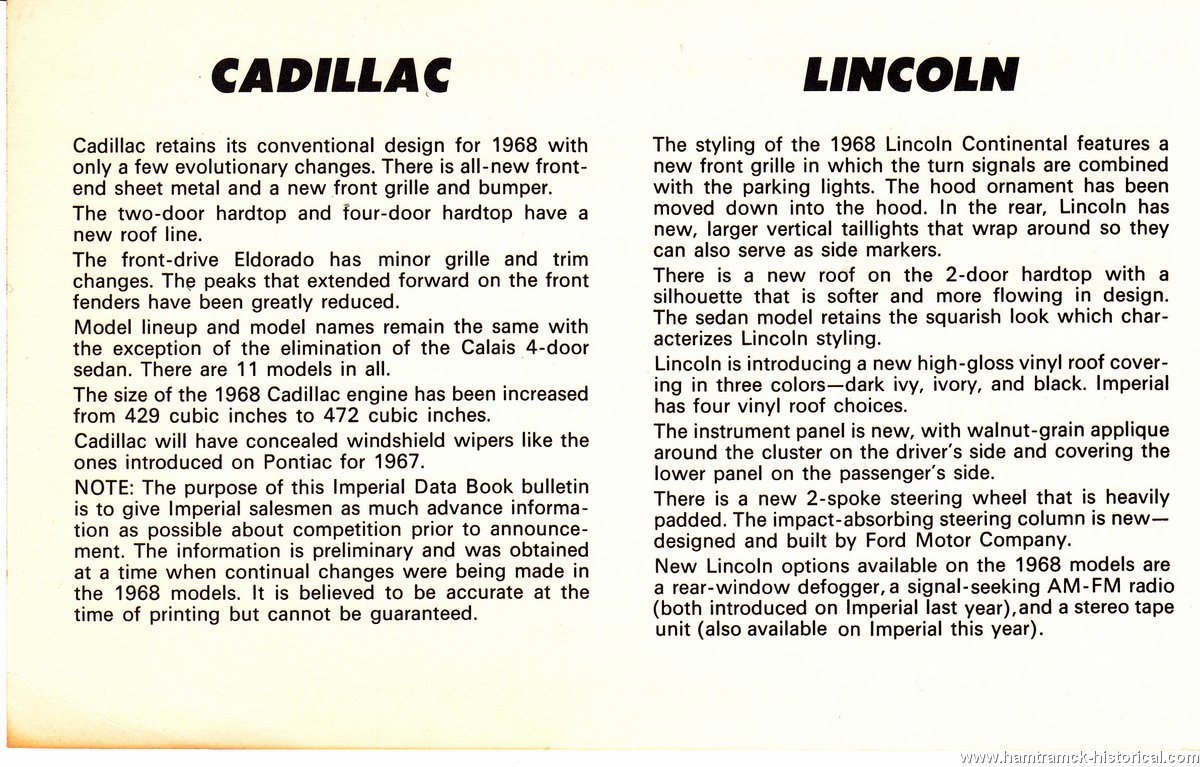 CADILLAC
Cadillac retains its conventional design for 1968 with
only a few evolutionary changes. There is all-new front-
end sheet metal and a new front grille and bumper.
The two-door hardtop and four-door hardtop have a
new roof line.
The front-drive Eldorado has minor grille and trim
changes. The peaks that extended forward on the front
fenders have been greatly reduced.
Model lineup and model names remain the same with
the exception of the elimination of the Calais 4-door
sedan. There are 11 models in all.
The size of the 1968 Cadillac engine has been increased
from 429 cubic inches to 472 cubic inches.
Cadillac will have concealed windshield wipers like the
ones introduced on Pontiac for 1967.
NOTE: The purpose of this Imperial Data Book bulletin
is to give Imperial salesmen as much advance informa-
tion as possible about competition prior to announce-
ment. The information is preliminary and was obtained
at a time when continual changes were being made in
the 1968 models. It is believed to be accurate at the
time of printing but cannot be guaranteed.
LINCOLN
The styling of the 1968 Lincoln Continental features a
new front grille in which the turn signals are combined
with the parking lights. The hood ornament has been
moved down into the hood. In the rear, Lincoln has
new, larger vertical taillights that wrap around so they
can also serve as side markers.
There is a new roof on the 2-door hardtop with a
silhouette that is softer and more flowing in design.
The sedan model retains the squarish look which char-
acterizes Lincoln styling.
Lincoln is introducing a new high-gloss vinyl roof cover-
ing in three colors—dark ivy, ivory, and black. Imperial
has four vinyl roof choices.
The instrument panel is new, with walnut-grain applique
around the cluster on the driver's side and covering the
lower panel on the passenger's side.
There is a new 2-spoke steering wheel that is heavily
padded. The impact-absorbing steering column is new—
designed and built by Ford Motor Company.
New Lincoln options available on the 1968 models are
a rear-window defogger, a signal-seeking AM-FM radio
(both introduced on Imperial last year), and a stereo tape
unit (also available on Imperial this year).
www.hamtramck-historical.com